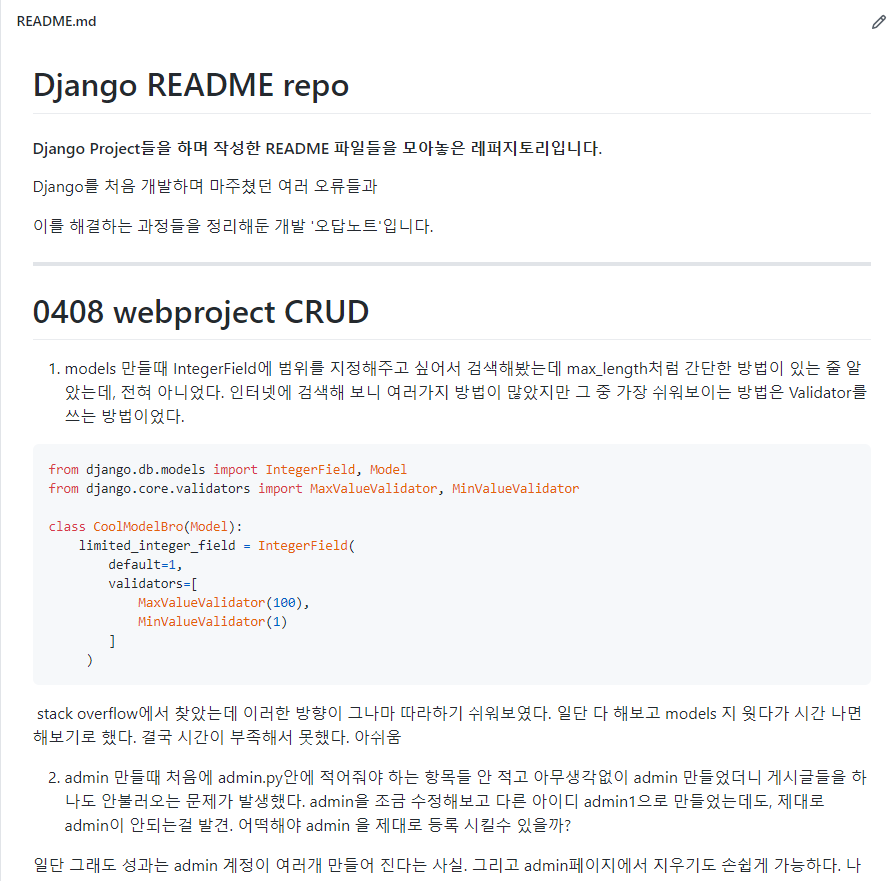 README.md
Django README repo
Django Project들을 하며 작성한 README 파일들을 모아놓은 레퍼지토리입니다.
Django를 처음 개발하며 마주쳤던 여러 오류들과
이를 해결하는 과정들을 정리해둔 개발 '오답노트'입니다.
0408 webproject CRUD
1. models 만들때 IntegerField에 범위를 지정해주고 싶어서 검색해봤는데 max_length처럼 간단한 방법이 있는 줄 알
았는데, 전혀 아니었다. 인터넷에 검색해 보니 여러가지 방법이 많았지만 그 중 가장 쉬워보이는 방법은 Validator를
쓰는 방법이었다.
from django.db.models import IntegerField, Model
from django.core.validators import MaxValueValidator, MinValueValidator
class CoolModelBro(Model):
    limited_integer_field = IntegerField(
        default=1,
        validators=[
            MaxValueValidator(100),
            MinValueValidator(1)
        ]
     )
stack overflow에서 찾았는데 이러한 방향이 그나마 따라하기 쉬워보였다. 일단 다 해보고 models 지 윗다가 시간 나면
해보기로 했다. 결국 시간이 부족해서 못했다. 아쉬움
2. admin 만들때 처음에 admin.py안에 적어줘야 하는 항목들 안 적고 아무생각없이 admin 만들었더니 게시글들을 하
나도 안불러오는 문제가 발생했다. admin을 조금 수정해보고 다른 아이디 admin1으로 만들었는데도, 제대로
admin이 안되는걸 발견. 어떡해야 admin 을 제대로 등록 시킬수 있을까?
일단 그래도 성과는 admin 계정이 여러개 만들어 진다는 사실. 그리고 admin페이지에서 지우기도 손쉽게 가능하다. 나